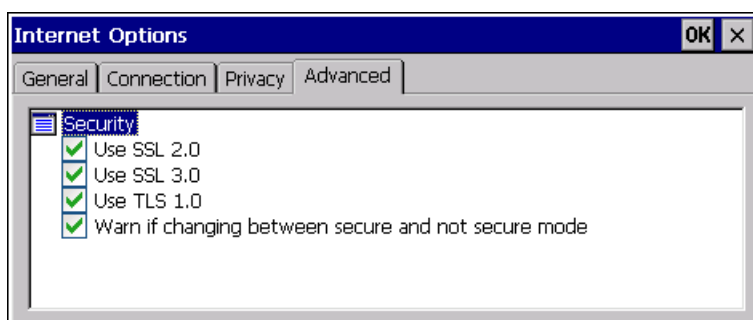 Internet Options OK ×
General Connection Privacy Advanced
Security
Use SSL 2.0
Use SSL 3.0
Use TLS 1.0
Warn if changing between secure and not secure mode